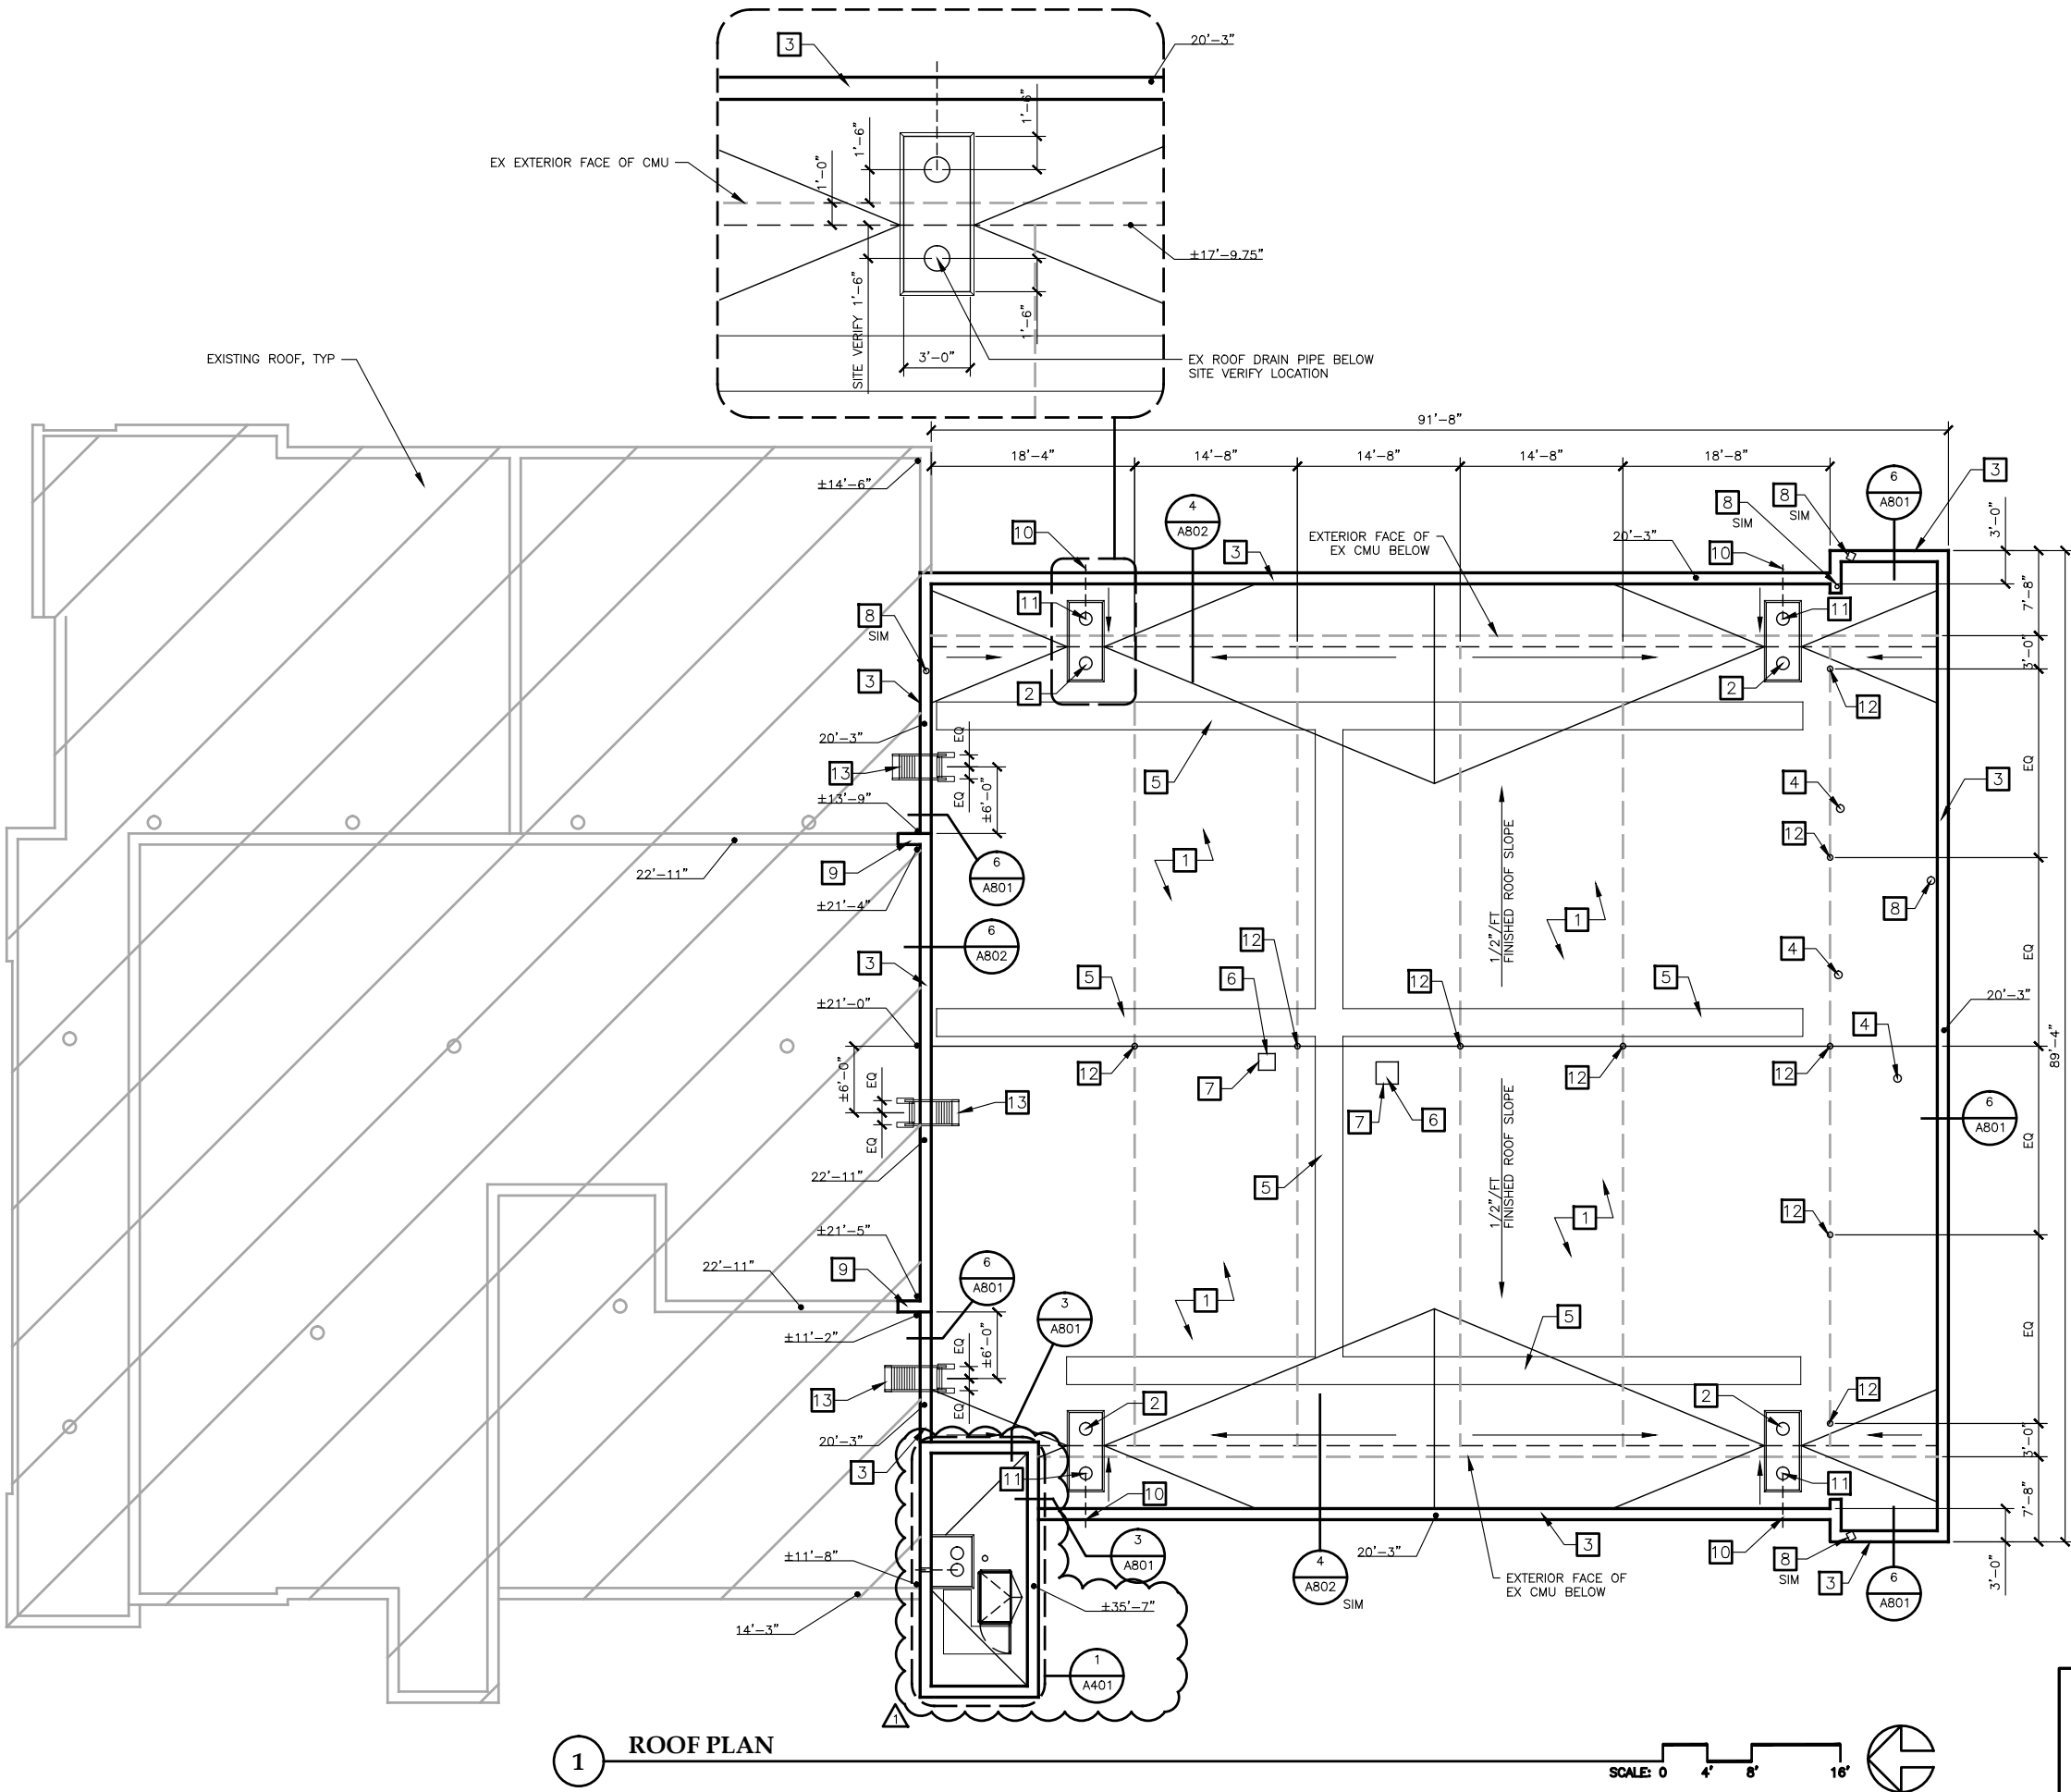 3
20'-3"
1'-6"
1'-6"
1'-0"
EX EXTERIOR FACE OF CMU
±17'-9.75"
SITE VERIFY 1'-6"
1'-6"
3'-0"
EX ROOF DRAIN PIPE BELOW
SITE VERIFY LOCATION
EXISTING ROOF, TYP
91'-8"
18'-4"
14'-8"
14'-8"
14'-8"
18'-8"
±14'-6"
10
4
A802
EXTERIOR FACE OF
EX CMU BELOW
3
20'-3"
8
SIM
8
SIM
6
A801
3
3'-0"
10
7'-8"
8
SIM
11
11
3
2
2
3'-0"
12
20'-3"
EQ
13
EQ
±6'-0"
5
EQ
4
3
±13'-9"
1/2"/FT
FINISHED ROOF SLOPE
12
22'-11"
9
6
A801
1
8
±21'-4"
1
6
A802
12
4
EQ
3
5
6
12
5
20'-3"
±21'-0"
4
89'-4"
±6'-0"
EQ
12
7
12
12
13
EQ
7
6
1/2"/FT
FINISHED ROOF SLOPE
6
A801
EQ
22'-11"
5
1
12
±21'-5"
22'-11"
9
6
A801
3
A801
1
5
±11'-2"
EQ
±6'-0"
EQ
13
EQ
2
2
12
20'-3"
3
11
10
11
3'-0"
7'-8"
±11'-8"
3
A801
4
A802
SIM
20'-3"
3
10
EXTERIOR FACE OF
EX CMU BELOW
8
SIM
3
6
A801
3'-0"
±35'-7"
14'-3"
1
A401
1
1
ROOF PLAN
SCALE: 0 4' 8' 16'